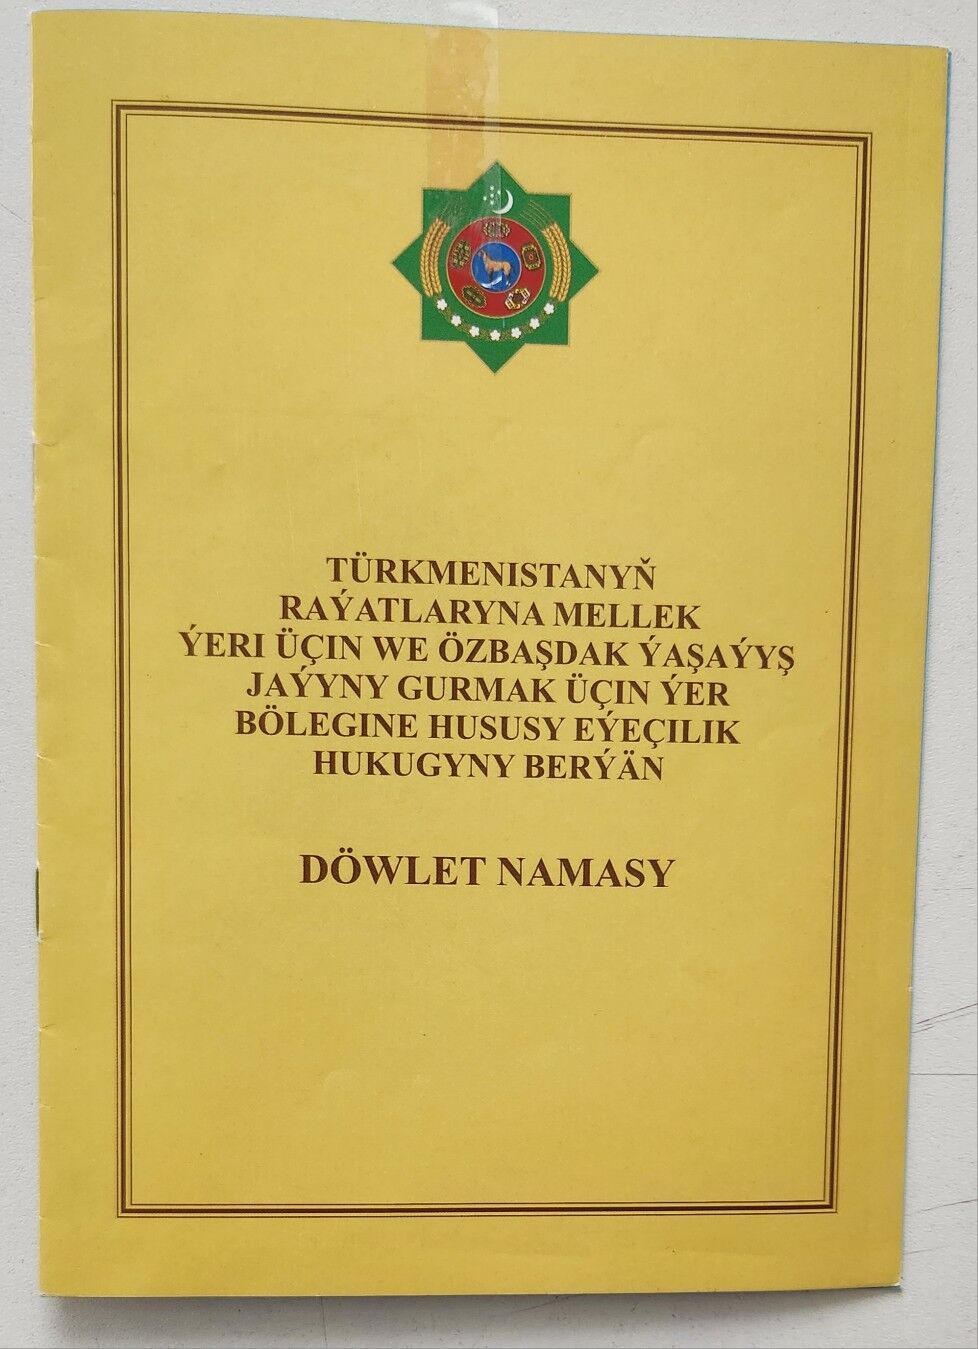 TÜRKMENISTANYŇ
RAÝATLARYNA MELLEK
ÝERI ÜÇIN WE ÖZBAŞDAK ÝAŞAÝYŞ
JAÝYNY GURMAK ÜÇIN ÝER
BÖLEGINE HUSUSY EÝEÇILIK
HUKUGYNY BERÝÄN
DÖWLET NAMASY